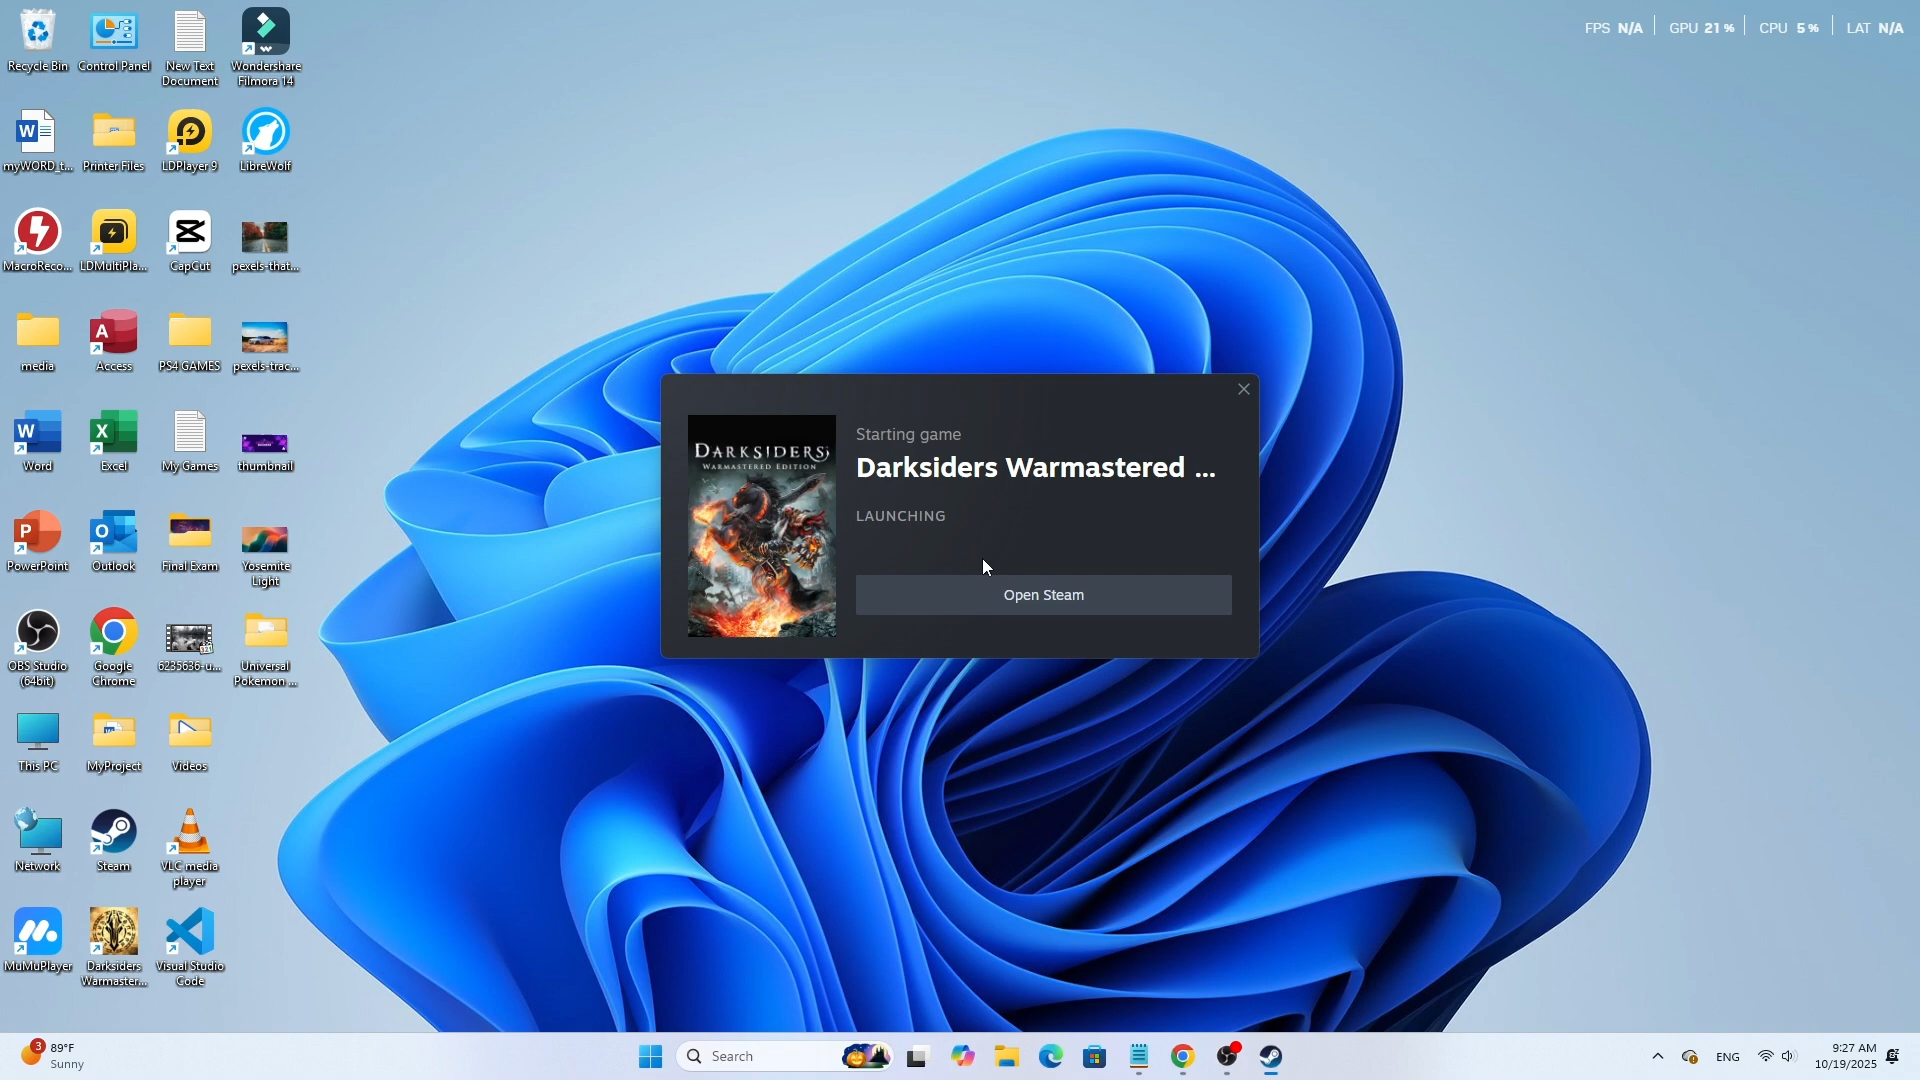 FPS N/A GPU 21 % CPU 5 % LAT N/A
Recycle Bin
Control Panel
New Text
Document
Wondershare
Filmora 14
myWORD_t...
Printer Files
LDPlayer 9
LibreWolf
MacroReco...
LDMultiPla...
CapCut
pexels-that...
media
Access
PS4 GAMES
pexels-trac...
Word
Excel
My Games
thumbnail
PowerPoint
Outlook
Final Exam
Yosemite
Light
OBS Studio
(64bit)
Google
Chrome
6235636-u...
Universal
Pokemon ...
This PC
MyProject
Videos
Network
Steam
VLC media
player
MuMuPlayer
Darksiders
Warmaster...
Visual Studio
Code
DARKSIDERS
WARMASTERED EDITION
Starting game
Darksiders Warmastered ...
LAUNCHING
Open Steam
3
89°F
Sunny
Search
ENG
9:27 AM
10/19/2025